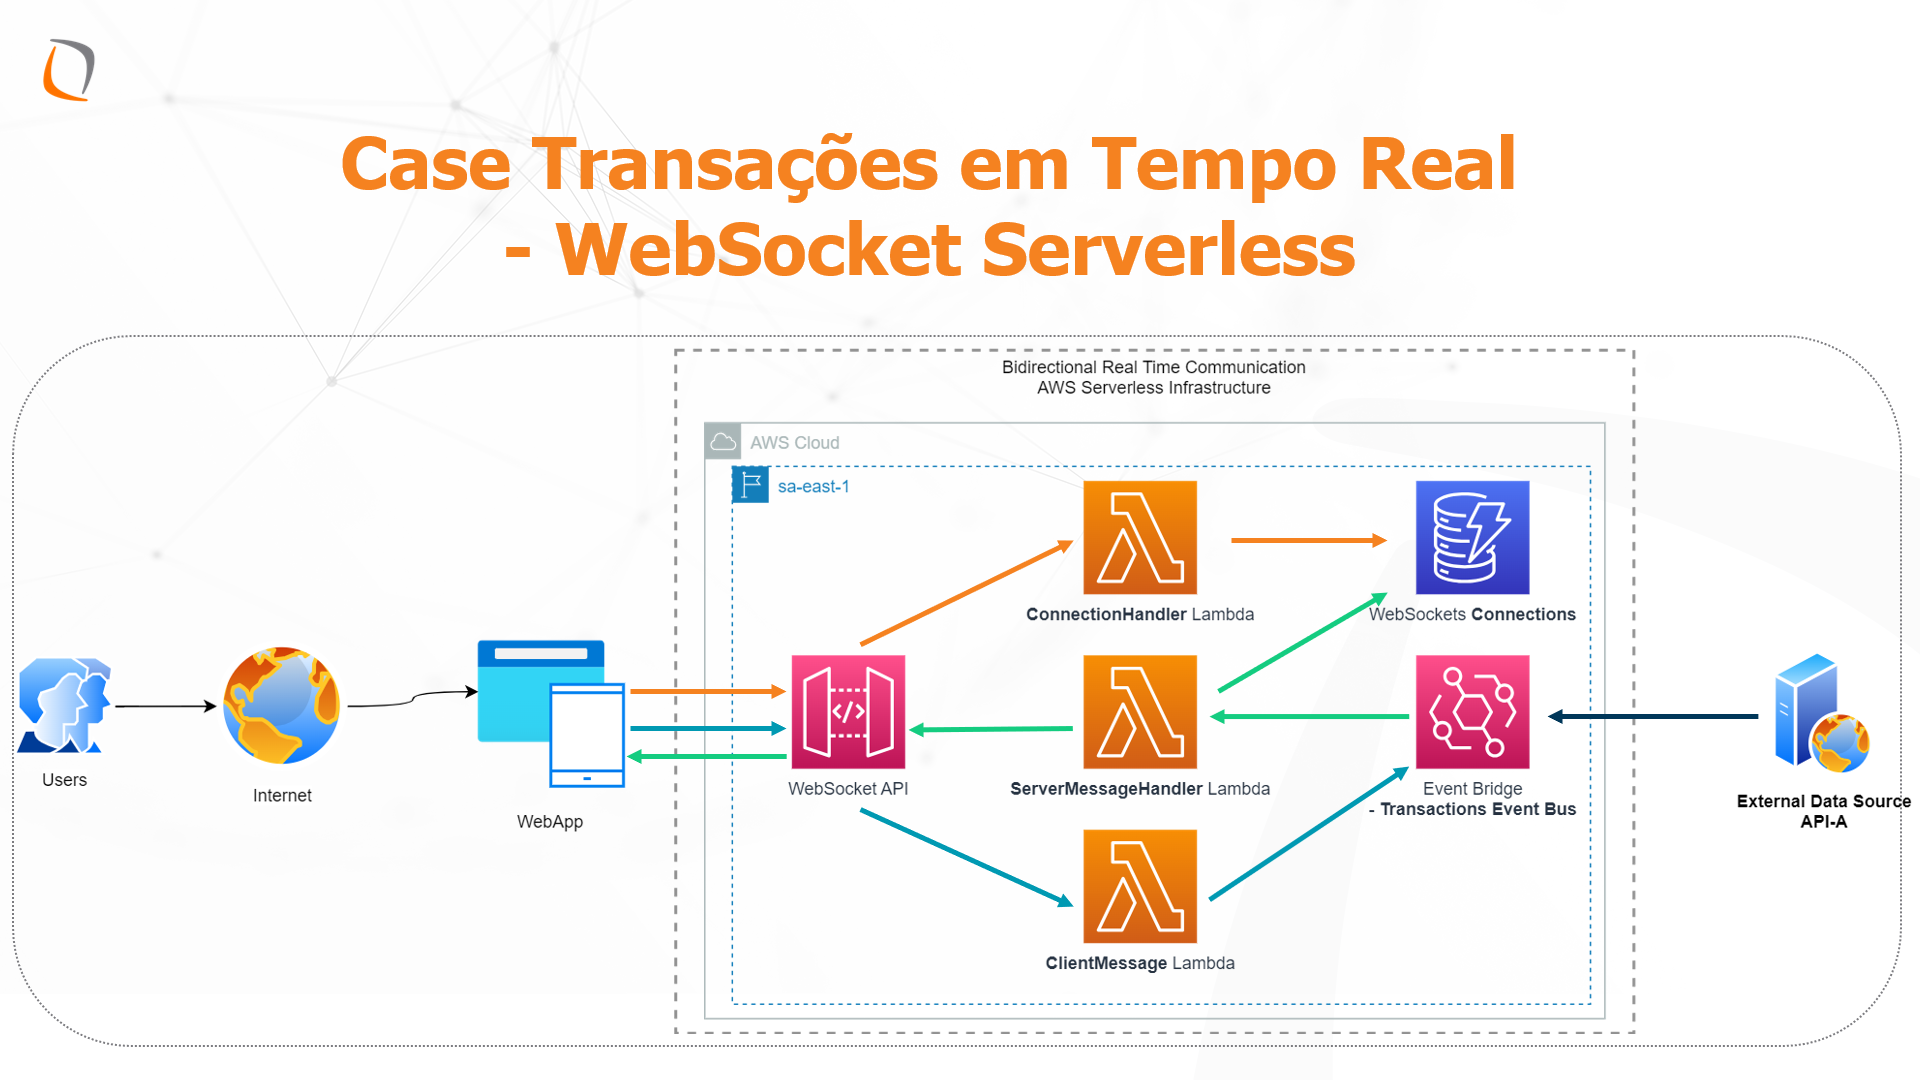 Case Transações em Tempo Real
- WebSocket Serverless
Bidirectional Real Time Communication
AWS Serverless Infrastructure
AWS Cloud
sa-east-1
ConnectionHandler Lambda
WebSockets Connections
Users
Internet
WebApp
WebSocket API
ServerMessageHandler Lambda
Event Bridge
- Transactions Event Bus
External Data Source
API-A
ClientMessage Lambda